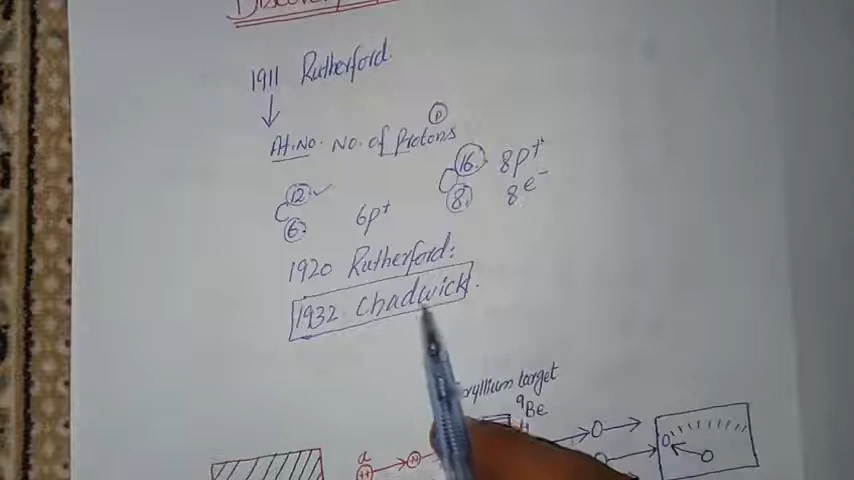 1911 Rutherford.
At.No. No. of Protons
P
12 16. 8p+
C 6 8. 8e-
6p+
1920 Rutherford:
1932 Chadwick.
target
9Be
α
++ ++
0